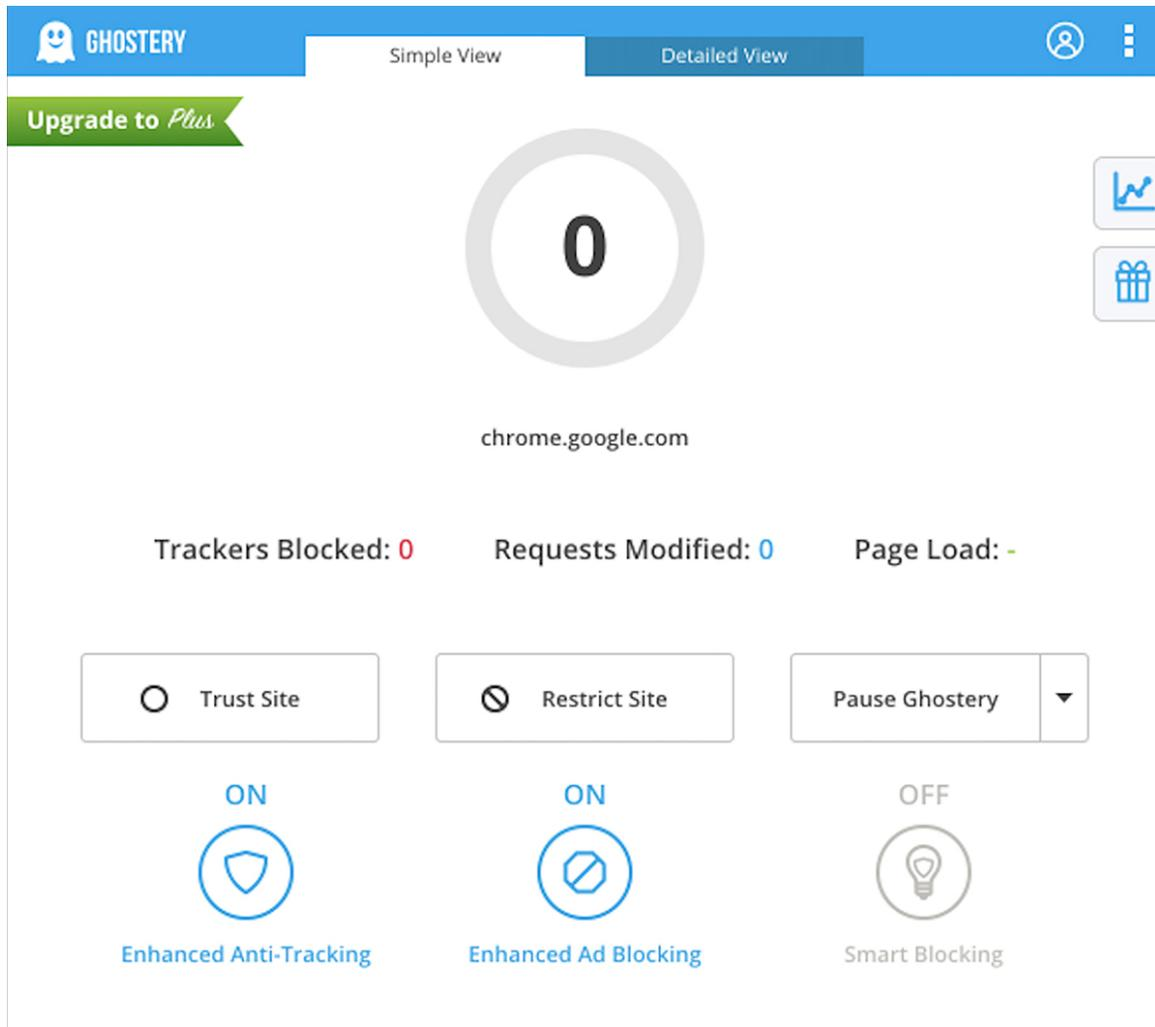 GHOSTERY
Simple View
Detailed View
Upgrade to Plus
0
chrome.google.com
Trackers Blocked: 0
Requests Modified: 0
Page Load: -
Trust Site
Restrict Site
Pause Ghostery
ON
ON
OFF
Enhanced Anti-Tracking
Enhanced Ad Blocking
Smart Blocking